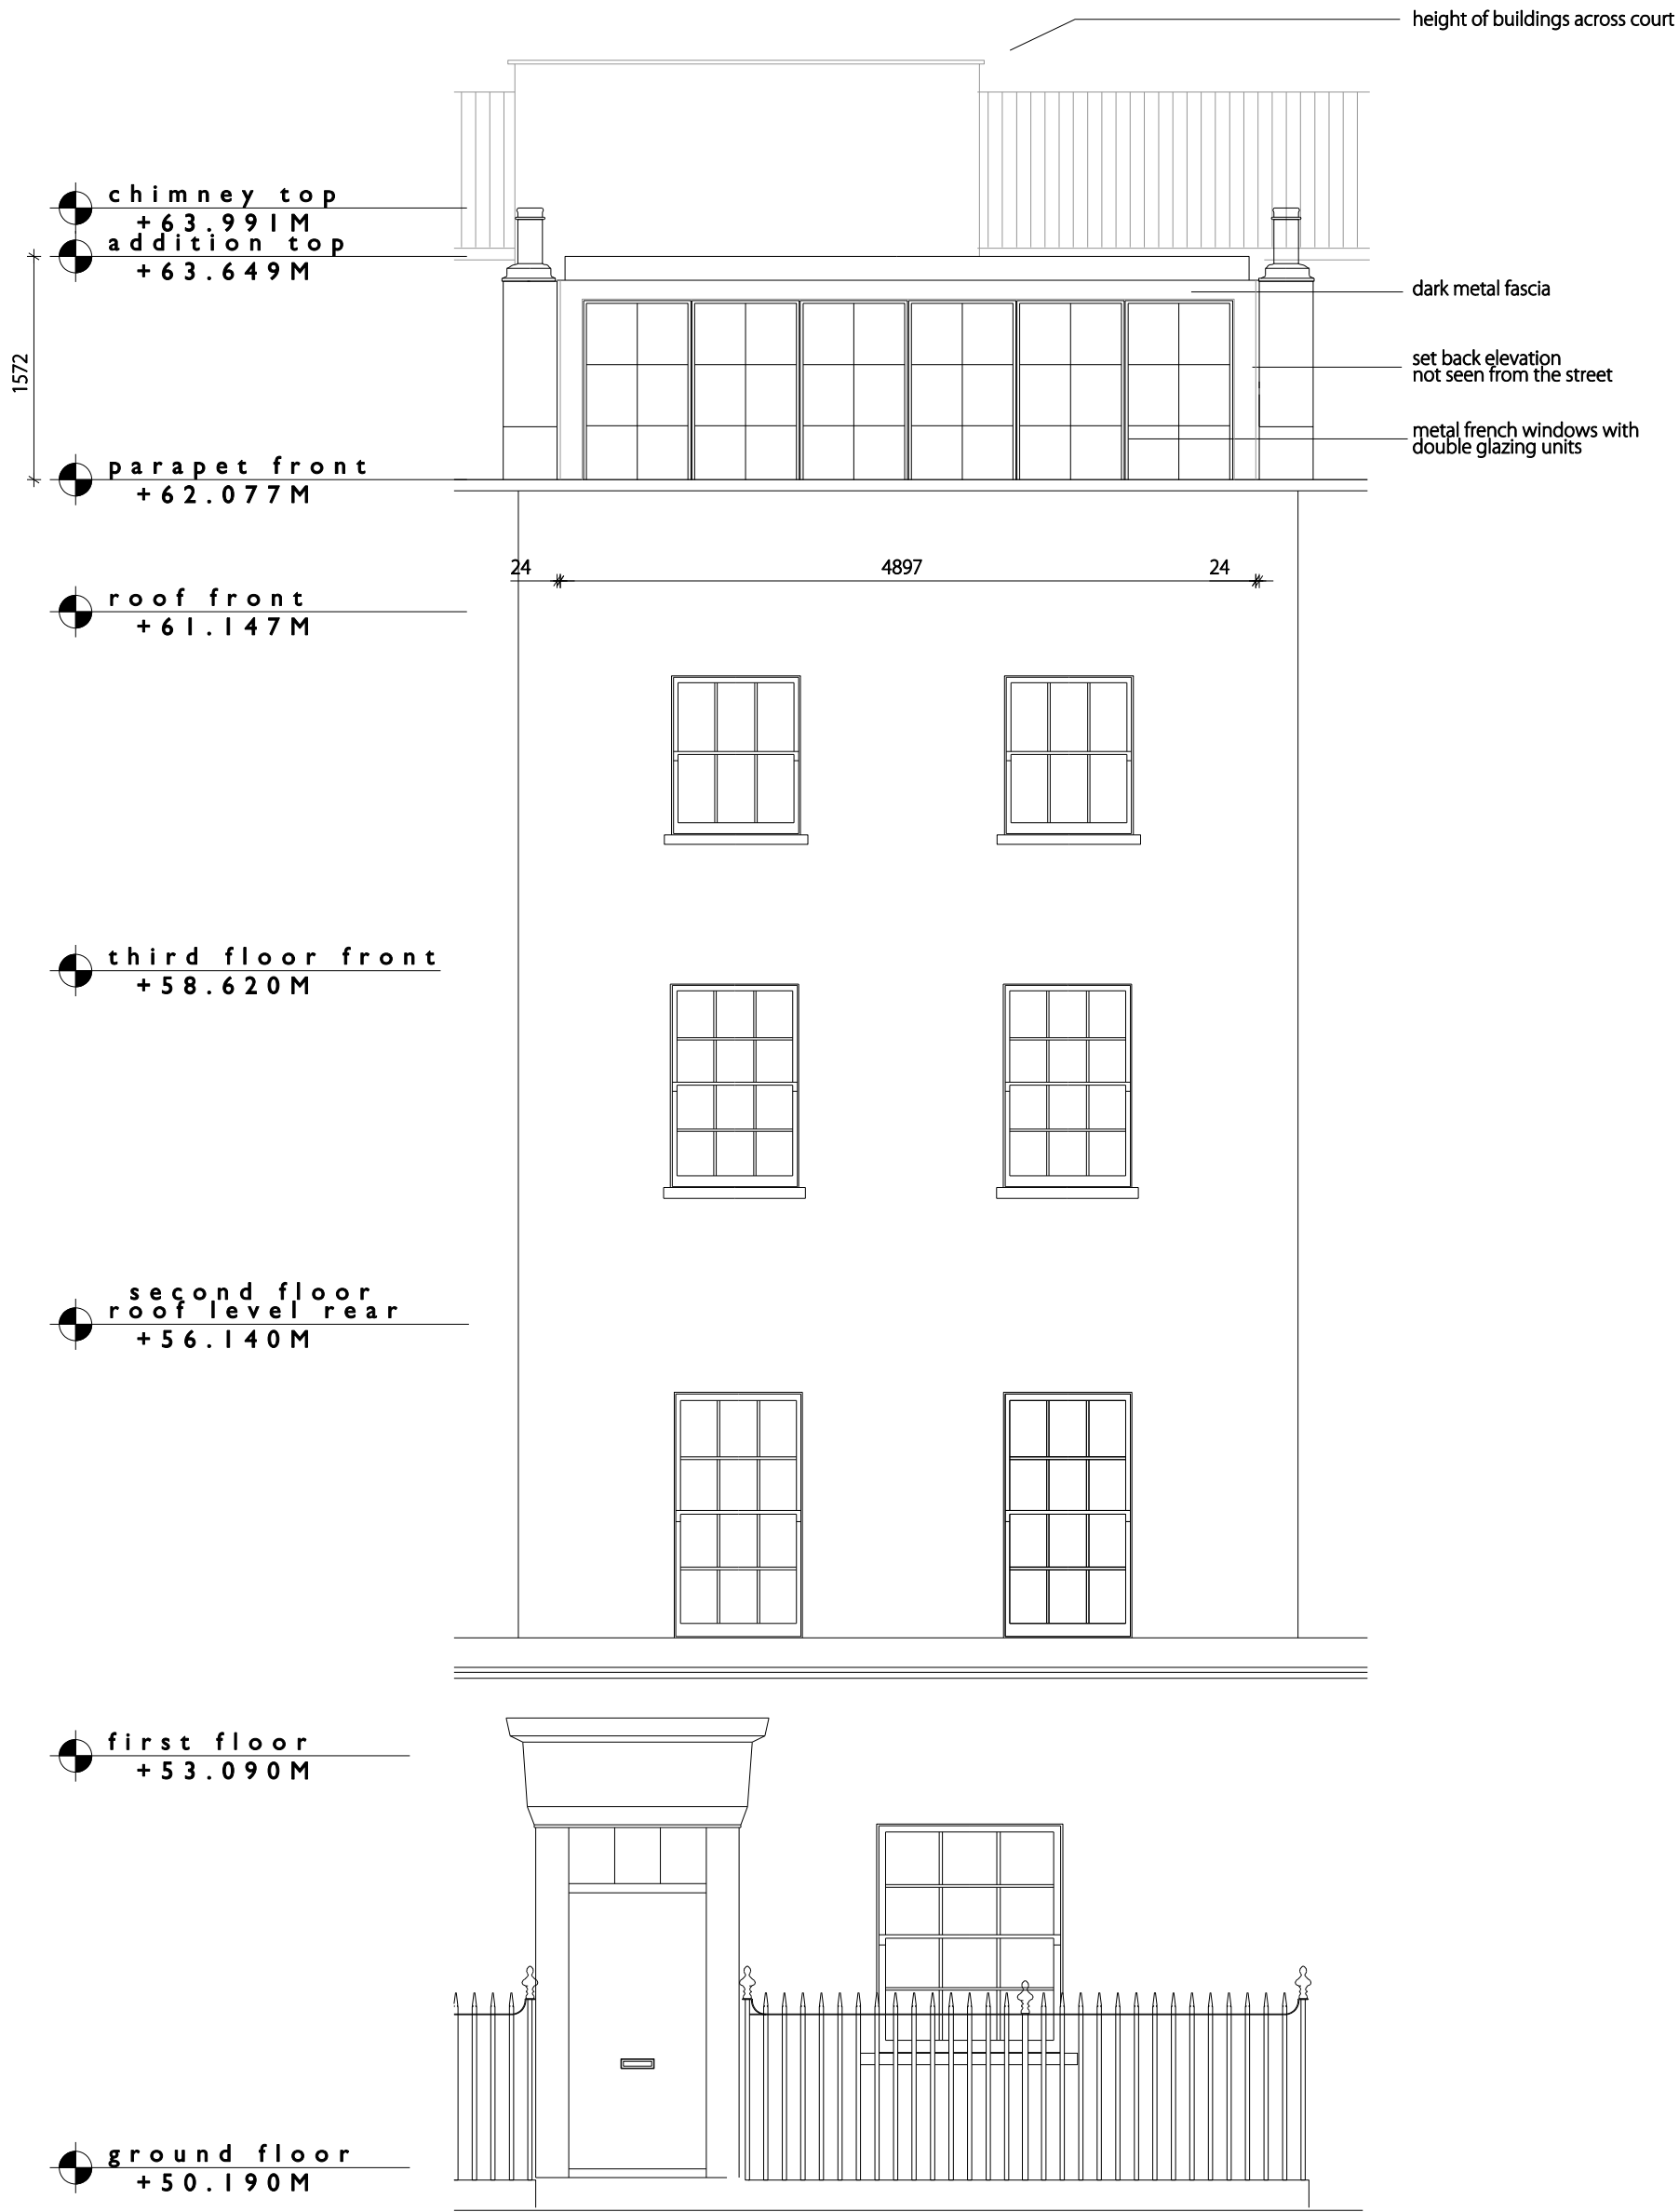 height of buildings across court
chimney top
+63.991M
addition top
+63.649M
dark metal fascia
set back elevation
not seen from the street
1572
metal french windows with
double glazing units
parapet front
+62.077M
24
4897
24
roof front
+61.147M
third floor front
+58.620M
second floor
roof level rear
+56.140M
first floor
+53.090M
ground floor
+50.190M